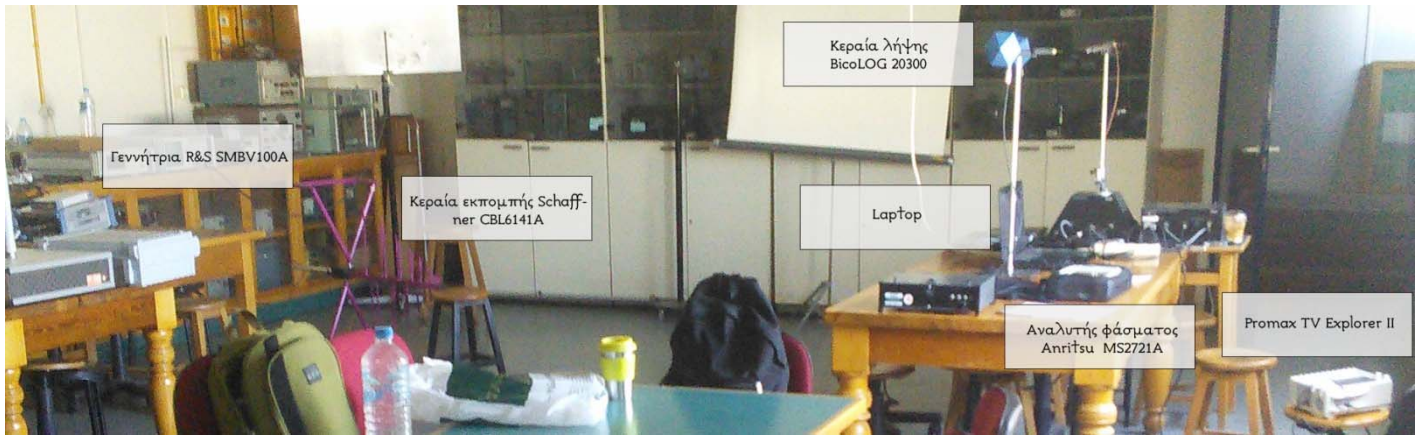 Κεραία λήψης
BicoLOG 20300
Γεννήτρια R&S SMBV100A
Κεραία εκπομπής Schaff-
ner CBL6141A
Laptop
Αναλυτής φάσματος
Anritsu MS2721A
Promax TV Explorer II